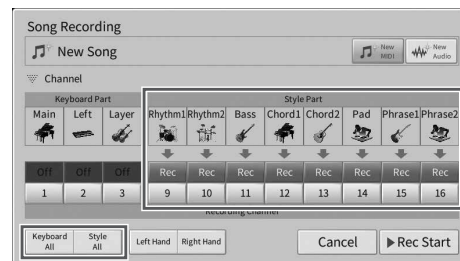 Song Recording
New Song
New MIDI
New Audio
Channel
Keyboard Part
Style Part
Main Left Layer Rhythm1 Rhythm2 Bass Chord1 Chord2 Pad Phrase1 Phrase2
Off Off Off Rec Rec Rec Rec Rec Rec Rec Rec
1 2 3 9 10 11 12 13 14 15 16
Recording Channel
Keyboard All
Style All
Left Hand
Right Hand
Cancel
Rec Start